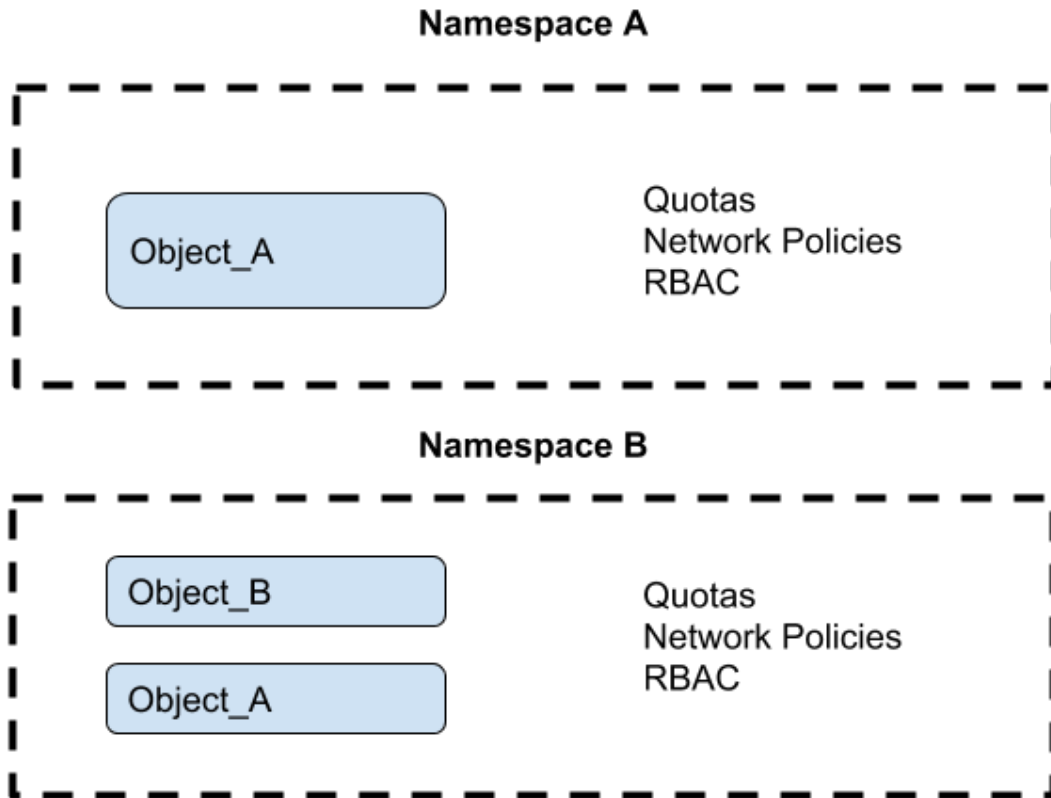 Namespace A
Object_A
Quotas
Network Policies
RBAC
Namespace B
Object_B
Object_A
Quotas
Network Policies
RBAC